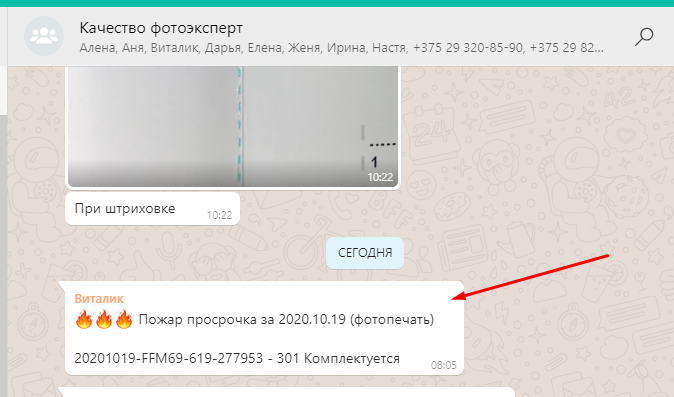 Качество фотоэксперт
Алена, Аня, Виталик, Дарья, Елена, Женя, Ирина, Настя, +375 29 320-85-90, +375 29 82...
1
10:22
При штриховке
10:22
СЕГОДНЯ
Виталик
🔥🔥🔥 Пожар просрочка за 2020.10.19 (фотопечать)
20201019-FFM69-619-277953 - 301 Комплектуется
08:05